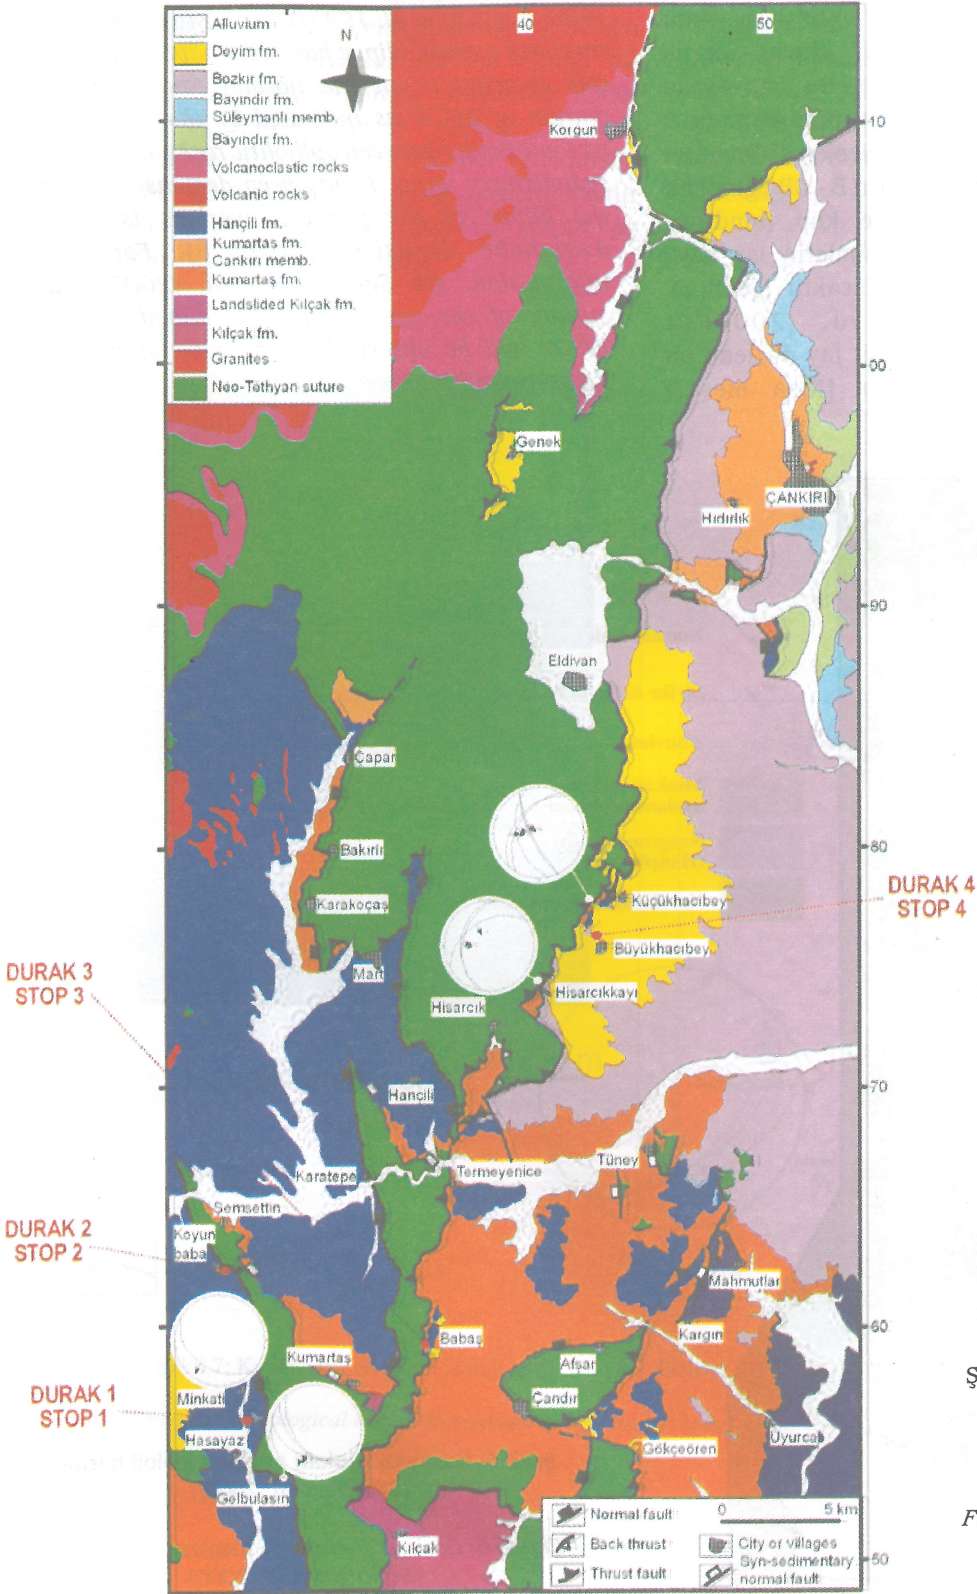 Alluvium
Deyim fm.
Bozkır fm.
Bayındır fm.
Süleymanlı memb.
Bayındır fm.
Volcanoclastic rocks
Volcanic rocks
Hançili fm.
Kumartaş fm.
Çankırı memb.
Kumartaş fm.
Landslided Kılçak fm.
Kılçak fm.
Granites
Neo-Tethyan suture
N
40
50
Korgun
10
00
Genek
ÇANKIRI
Hıdırlık
90
Eldivan
Çapar
80
Bakırlı
DURAK 4
STOP 4
Küçükhacıbey
Karakoçaş
Büyükhacıbey
DURAK 3
STOP 3
Mart
Hisarcıkkayı
Hisarcık
70
Hancili
Tüney
Termeyenice
Karatepe
Semsettin
DURAK 2
STOP 2
Koyun
baba
Mahmutlar
60
Kargın
Babaş
Kumartaş
Afşar
DURAK 1
STOP 1
Minkati
Çandır
Ş
Hasayaz
Uyurca
Gökçeören
Gelbulasın
Normal fault
0
5 km
F
Back thrust
City or villages
Kılçak
Thrust fault
Syn-sedimentary
normal fault
50